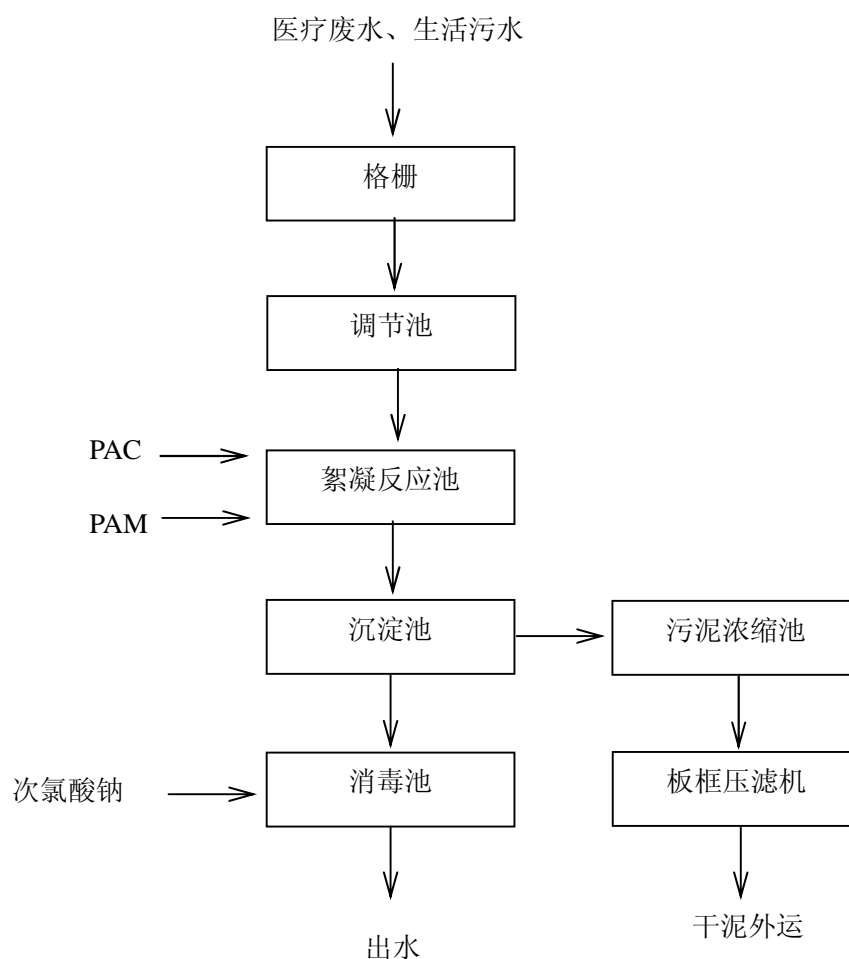 医疗废水、生活污水
格栅
调节池
PAC
絮凝反应池
PAM
沉淀池
污泥浓缩池
次氯酸钠
消毒池
板框压滤机
出水
干泥外运